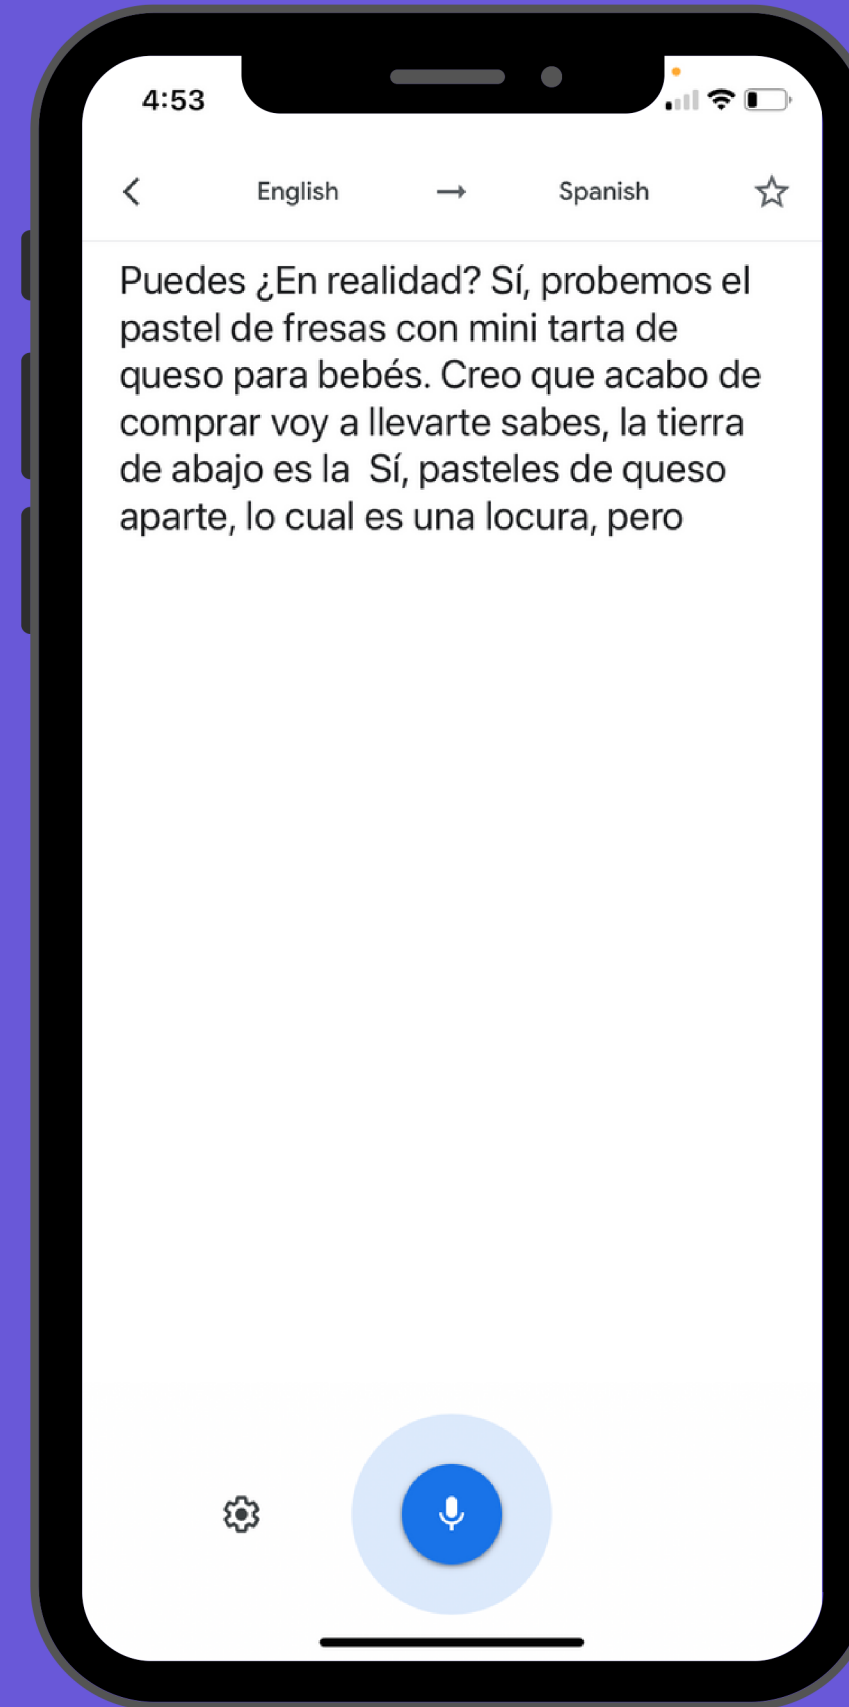 4:53
English → Spanish
Puedes ¿En realidad? Sí, probemos el
pastel de fresas con mini tarta de
queso para bebés. Creo que acabo de
comprar voy a llevarte sabes, la tierra
de abajo es la  Sí, pasteles de queso
aparte, lo cual es una locura, pero